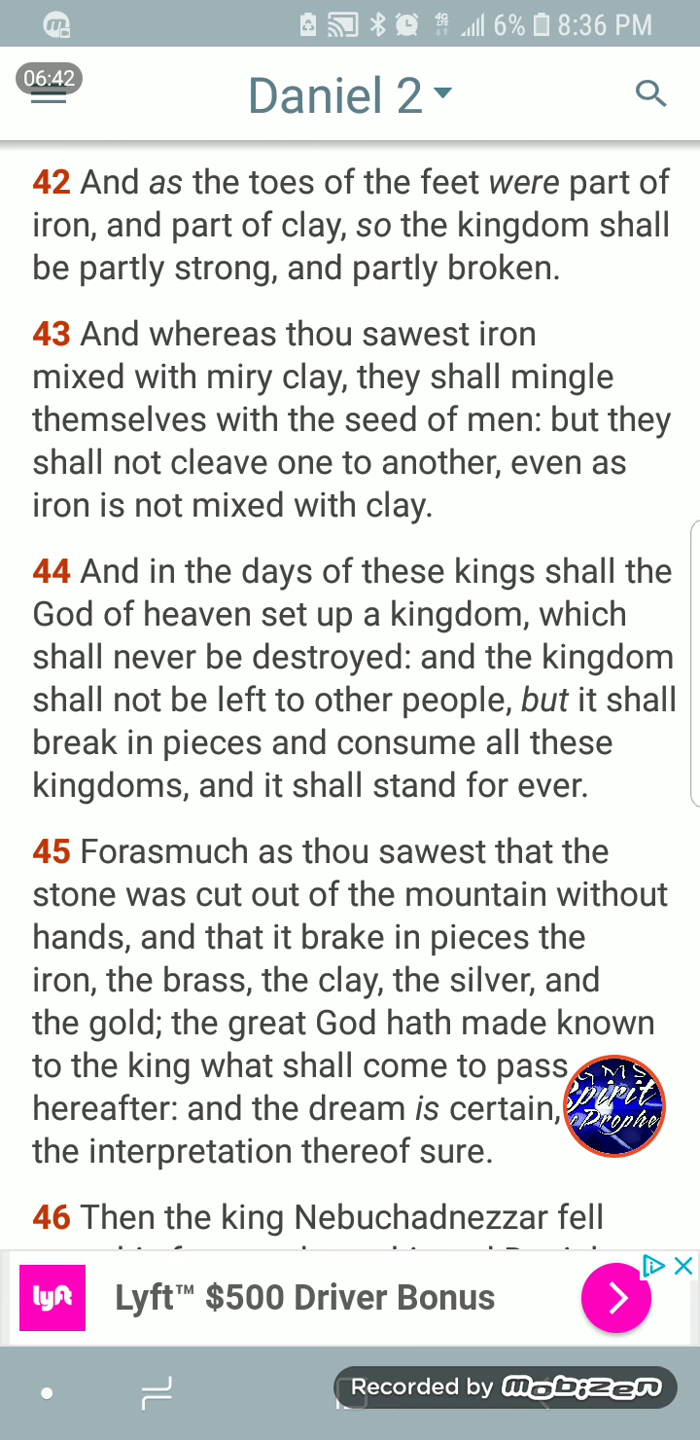 6% 8:36 PM
06:42
Daniel 2
42 And as the toes of the feet were part of
iron, and part of clay, so the kingdom shall
be partly strong, and partly broken.
43 And whereas thou sawest iron
mixed with miry clay, they shall mingle
themselves with the seed of men: but they
shall not cleave one to another, even as
iron is not mixed with clay.
44 And in the days of these kings shall the
God of heaven set up a kingdom, which
shall never be destroyed: and the kingdom
shall not be left to other people, but it shall
break in pieces and consume all these
kingdoms, and it shall stand for ever.
45 Forasmuch as thou sawest that the
stone was cut out of the mountain without
hands, and that it brake in pieces the
iron, the brass, the clay, the silver, and
the gold; the great God hath made known
to the king what shall come to pass
hereafter: and the dream is certain,
the interpretation thereof sure.
GMS
Spirit
Prophe
46 Then the king Nebuchadnezzar fell
lyft Lyft™ $500 Driver Bonus
Recorded by mobizen